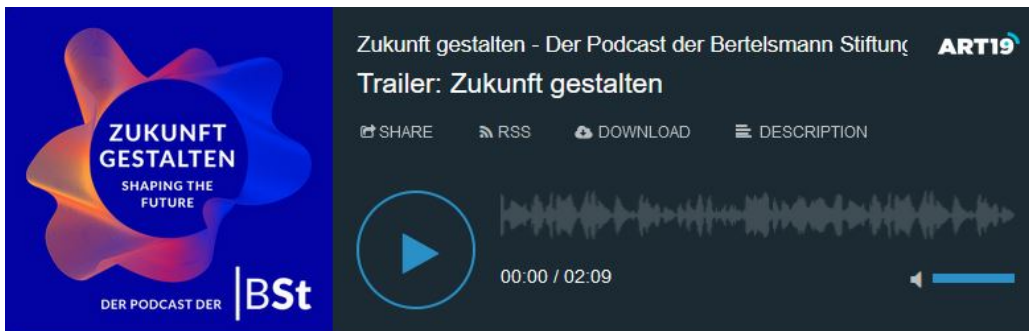 ZUKUNFT
GESTALTEN
SHAPING THE
FUTURE
DER PODCAST DER
BSt
Zukunft gestalten - Der Podcast der Bertelsmann Stiftung
ART19
Trailer: Zukunft gestalten
SHARE
RSS
DOWNLOAD
DESCRIPTION
00:00 / 02:09